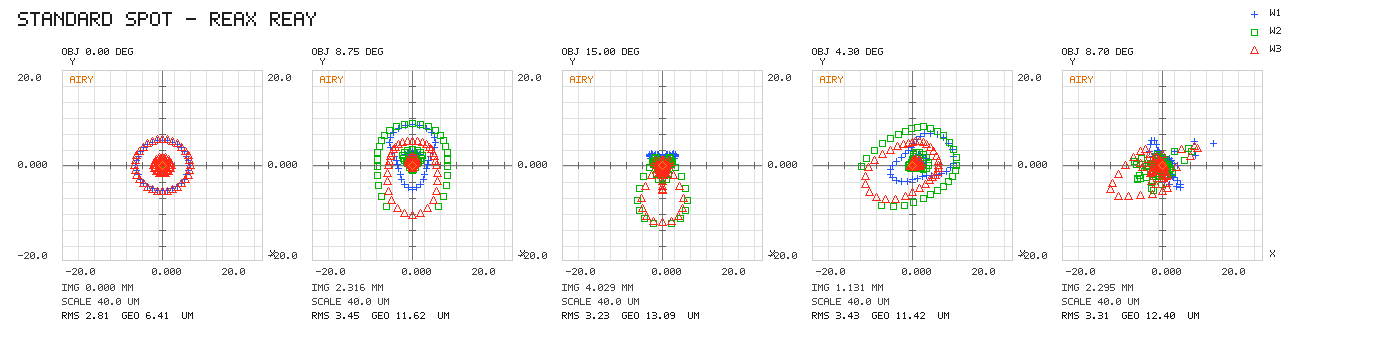 STANDARD SPOT - REAX REAY
W1
W2
W3
OBJ 0.00 DEG
Y
AIRY
20.0
0.000
-20.0
-20.0 0.000 20.0
X
IMG 0.000 MM
SCALE 40.0 UM
RMS 2.81 GEO 6.41 UM
OBJ 8.75 DEG
Y
AIRY
20.0
0.000
-20.0 0.000 20.0
IMG 2.316 MM
SCALE 40.0 UM
RMS 3.45 GEO 11.62 UM
OBJ 15.00 DEG
Y
AIRY
20.0
0.000
-20.0
-20.0 0.000 20.0
IMG 4.029 MM
SCALE 40.0 UM
RMS 3.23 GEO 13.09 UM
OBJ 4.30 DEG
Y
AIRY
20.0
0.000
-20.0 0.000 20.0
X
IMG 1.131 MM
SCALE 40.0 UM
RMS 3.43 GEO 11.42 UM
OBJ 8.70 DEG
Y
AIRY
20.0
0.000
-20.0
-20.0 0.000 20.0
X
IMG 2.295 MM
SCALE 40.0 UM
RMS 3.31 GEO 12.40 UM